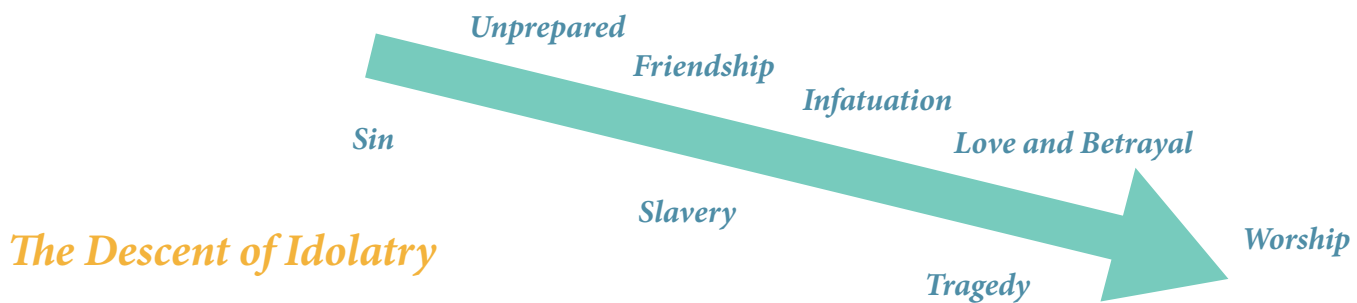 Unprepared
Friendship
Infatuation
Sin
Love and Betrayal
Slavery
Worship
The Descent of Idolatry
Tragedy